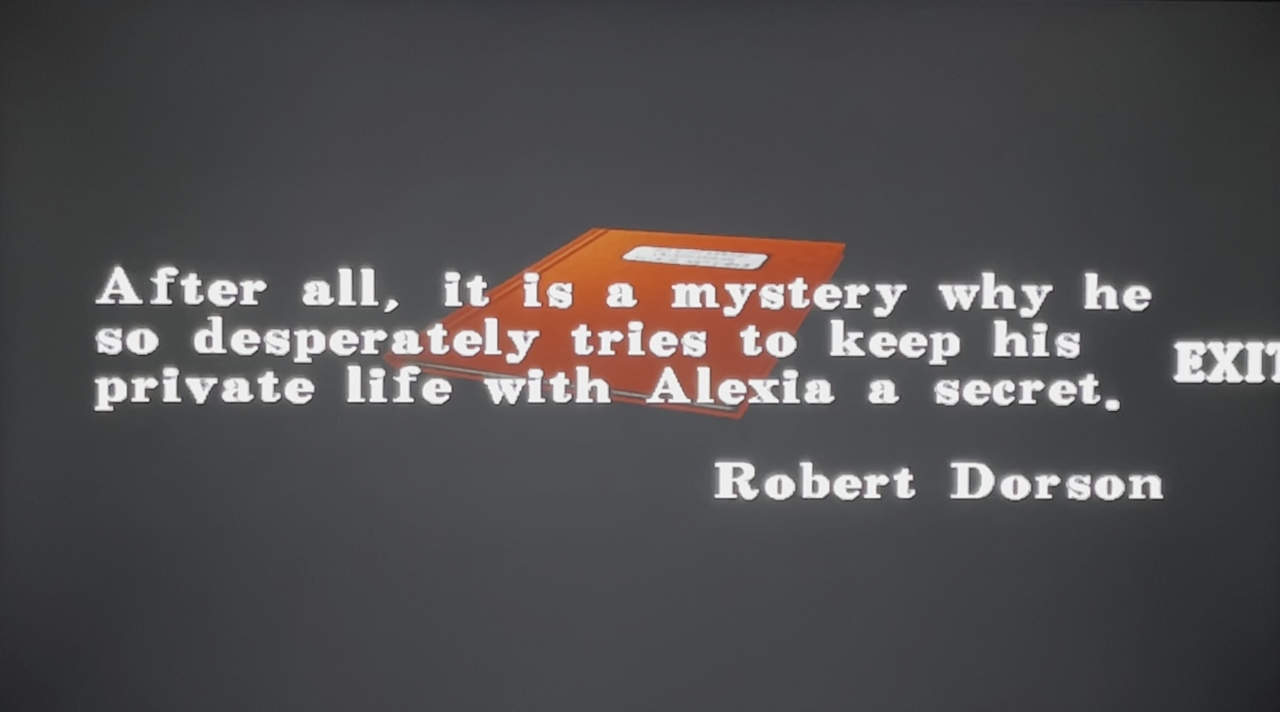 After all, it is a mystery why he
so desperately tries to keep his
private life with Alexia a secret.
EXIT
Robert Dorson